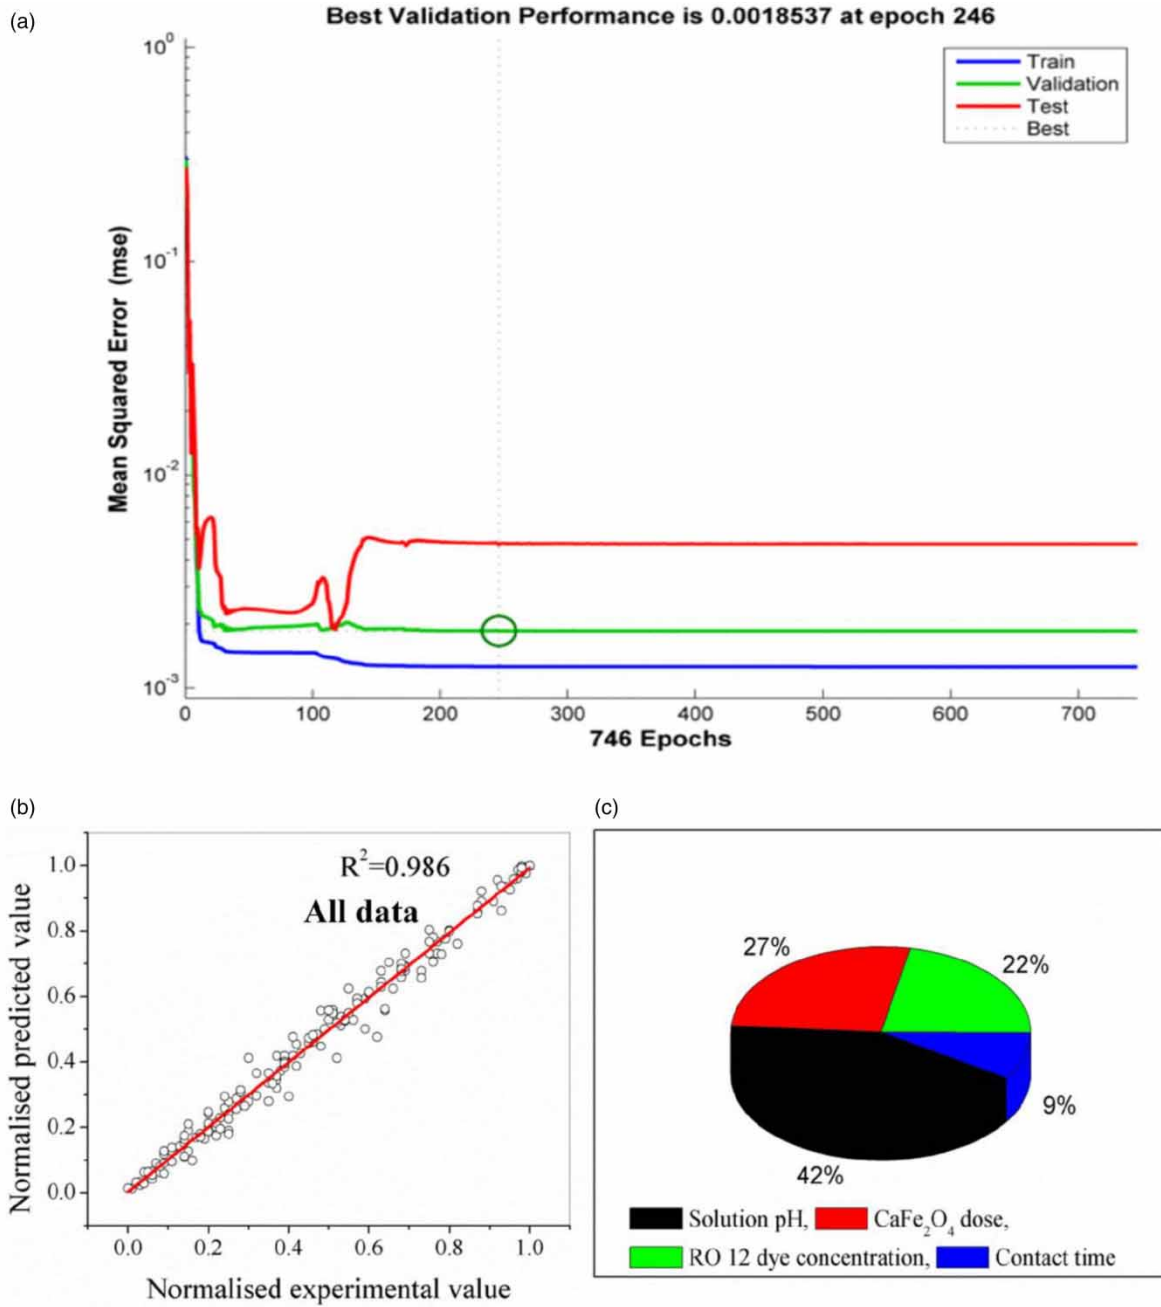 (a)
Best Validation Performance is 0.0018537 at epoch 246
10⁰
10⁻¹
10⁻²
10⁻³
Mean Squared Error (mse)
Train
Validation
Test
Best
0 100 200 300 400 500 600 700
746 Epochs
(b)
R²=0.986
All data
1.0
0.8
0.6
0.4
0.2
0.0
Normalised predicted value
0.0 0.2 0.4 0.6 0.8 1.0
Normalised experimental value
(c)
27%
22%
9%
42%
Solution pH, CaFe₂O₄ dose,
RO 12 dye concentration, Contact time